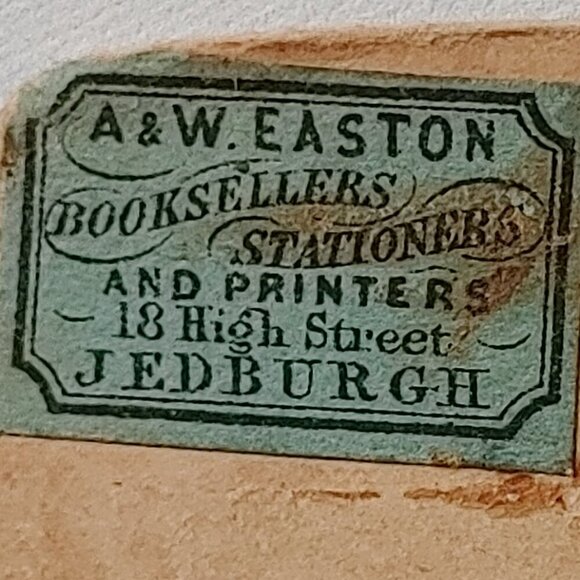 A & W. EASTON
BOOKSELLERS
STATIONERS
AND PRINTERS
18 High Street
JEDBURGH